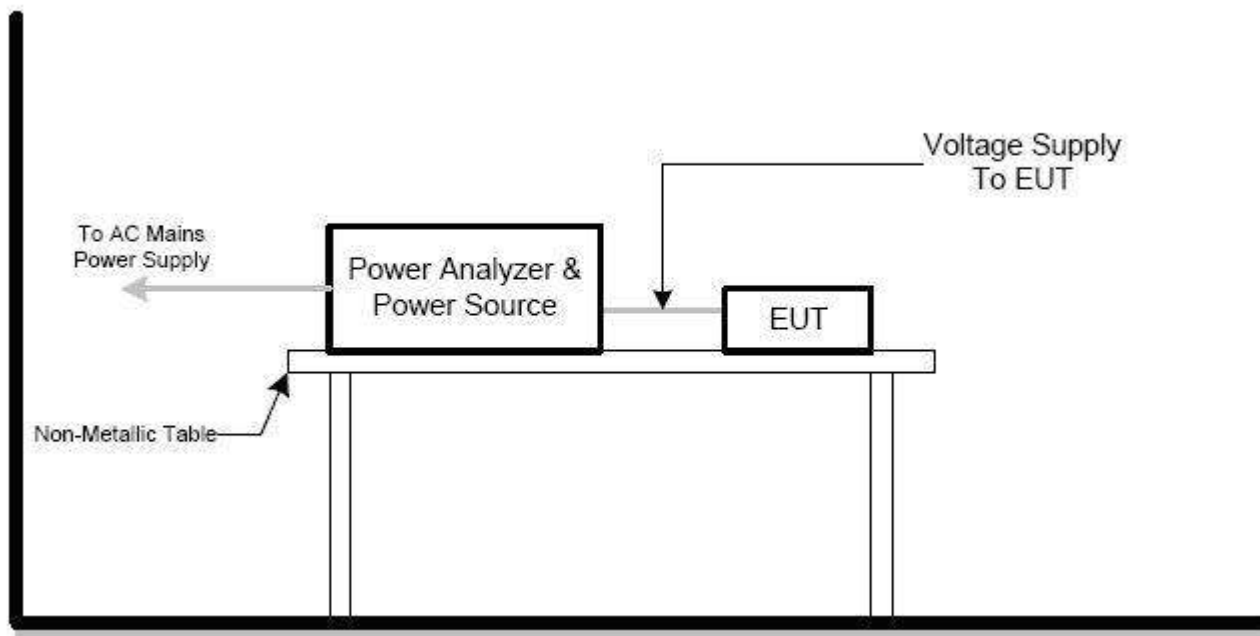 Voltage Supply
To EUT
To AC Mains
Power Supply
Power Analyzer &
Power Source
EUT
Non-Metallic Table